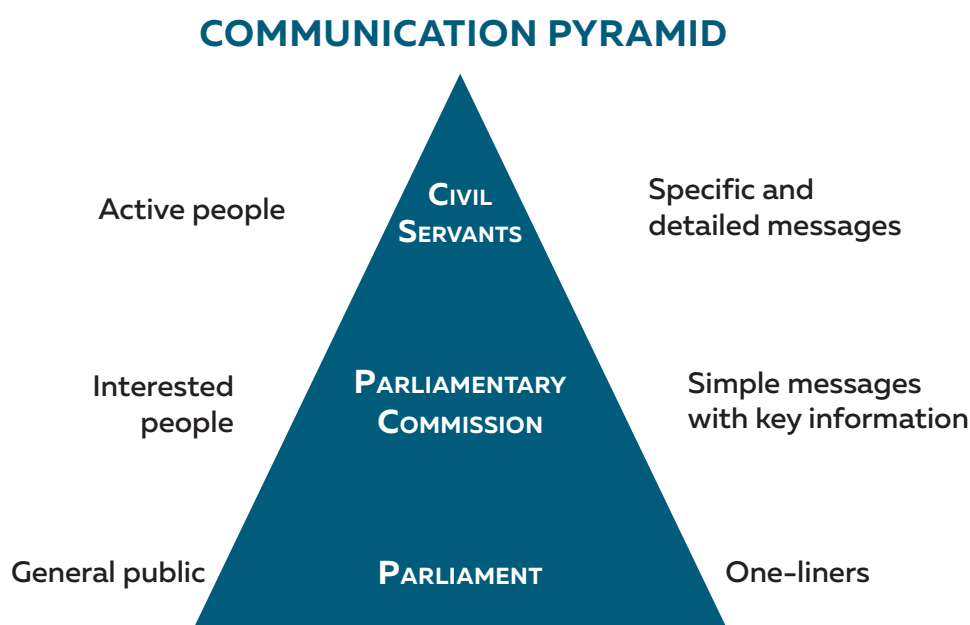 COMMUNICATION PYRAMID
Active people
CIVIL
SERVANTS
Specific and
detailed messages
Interested
people
PARLIAMENTARY
COMMISSION
Simple messages
with key information
General public
PARLIAMENT
One-liners